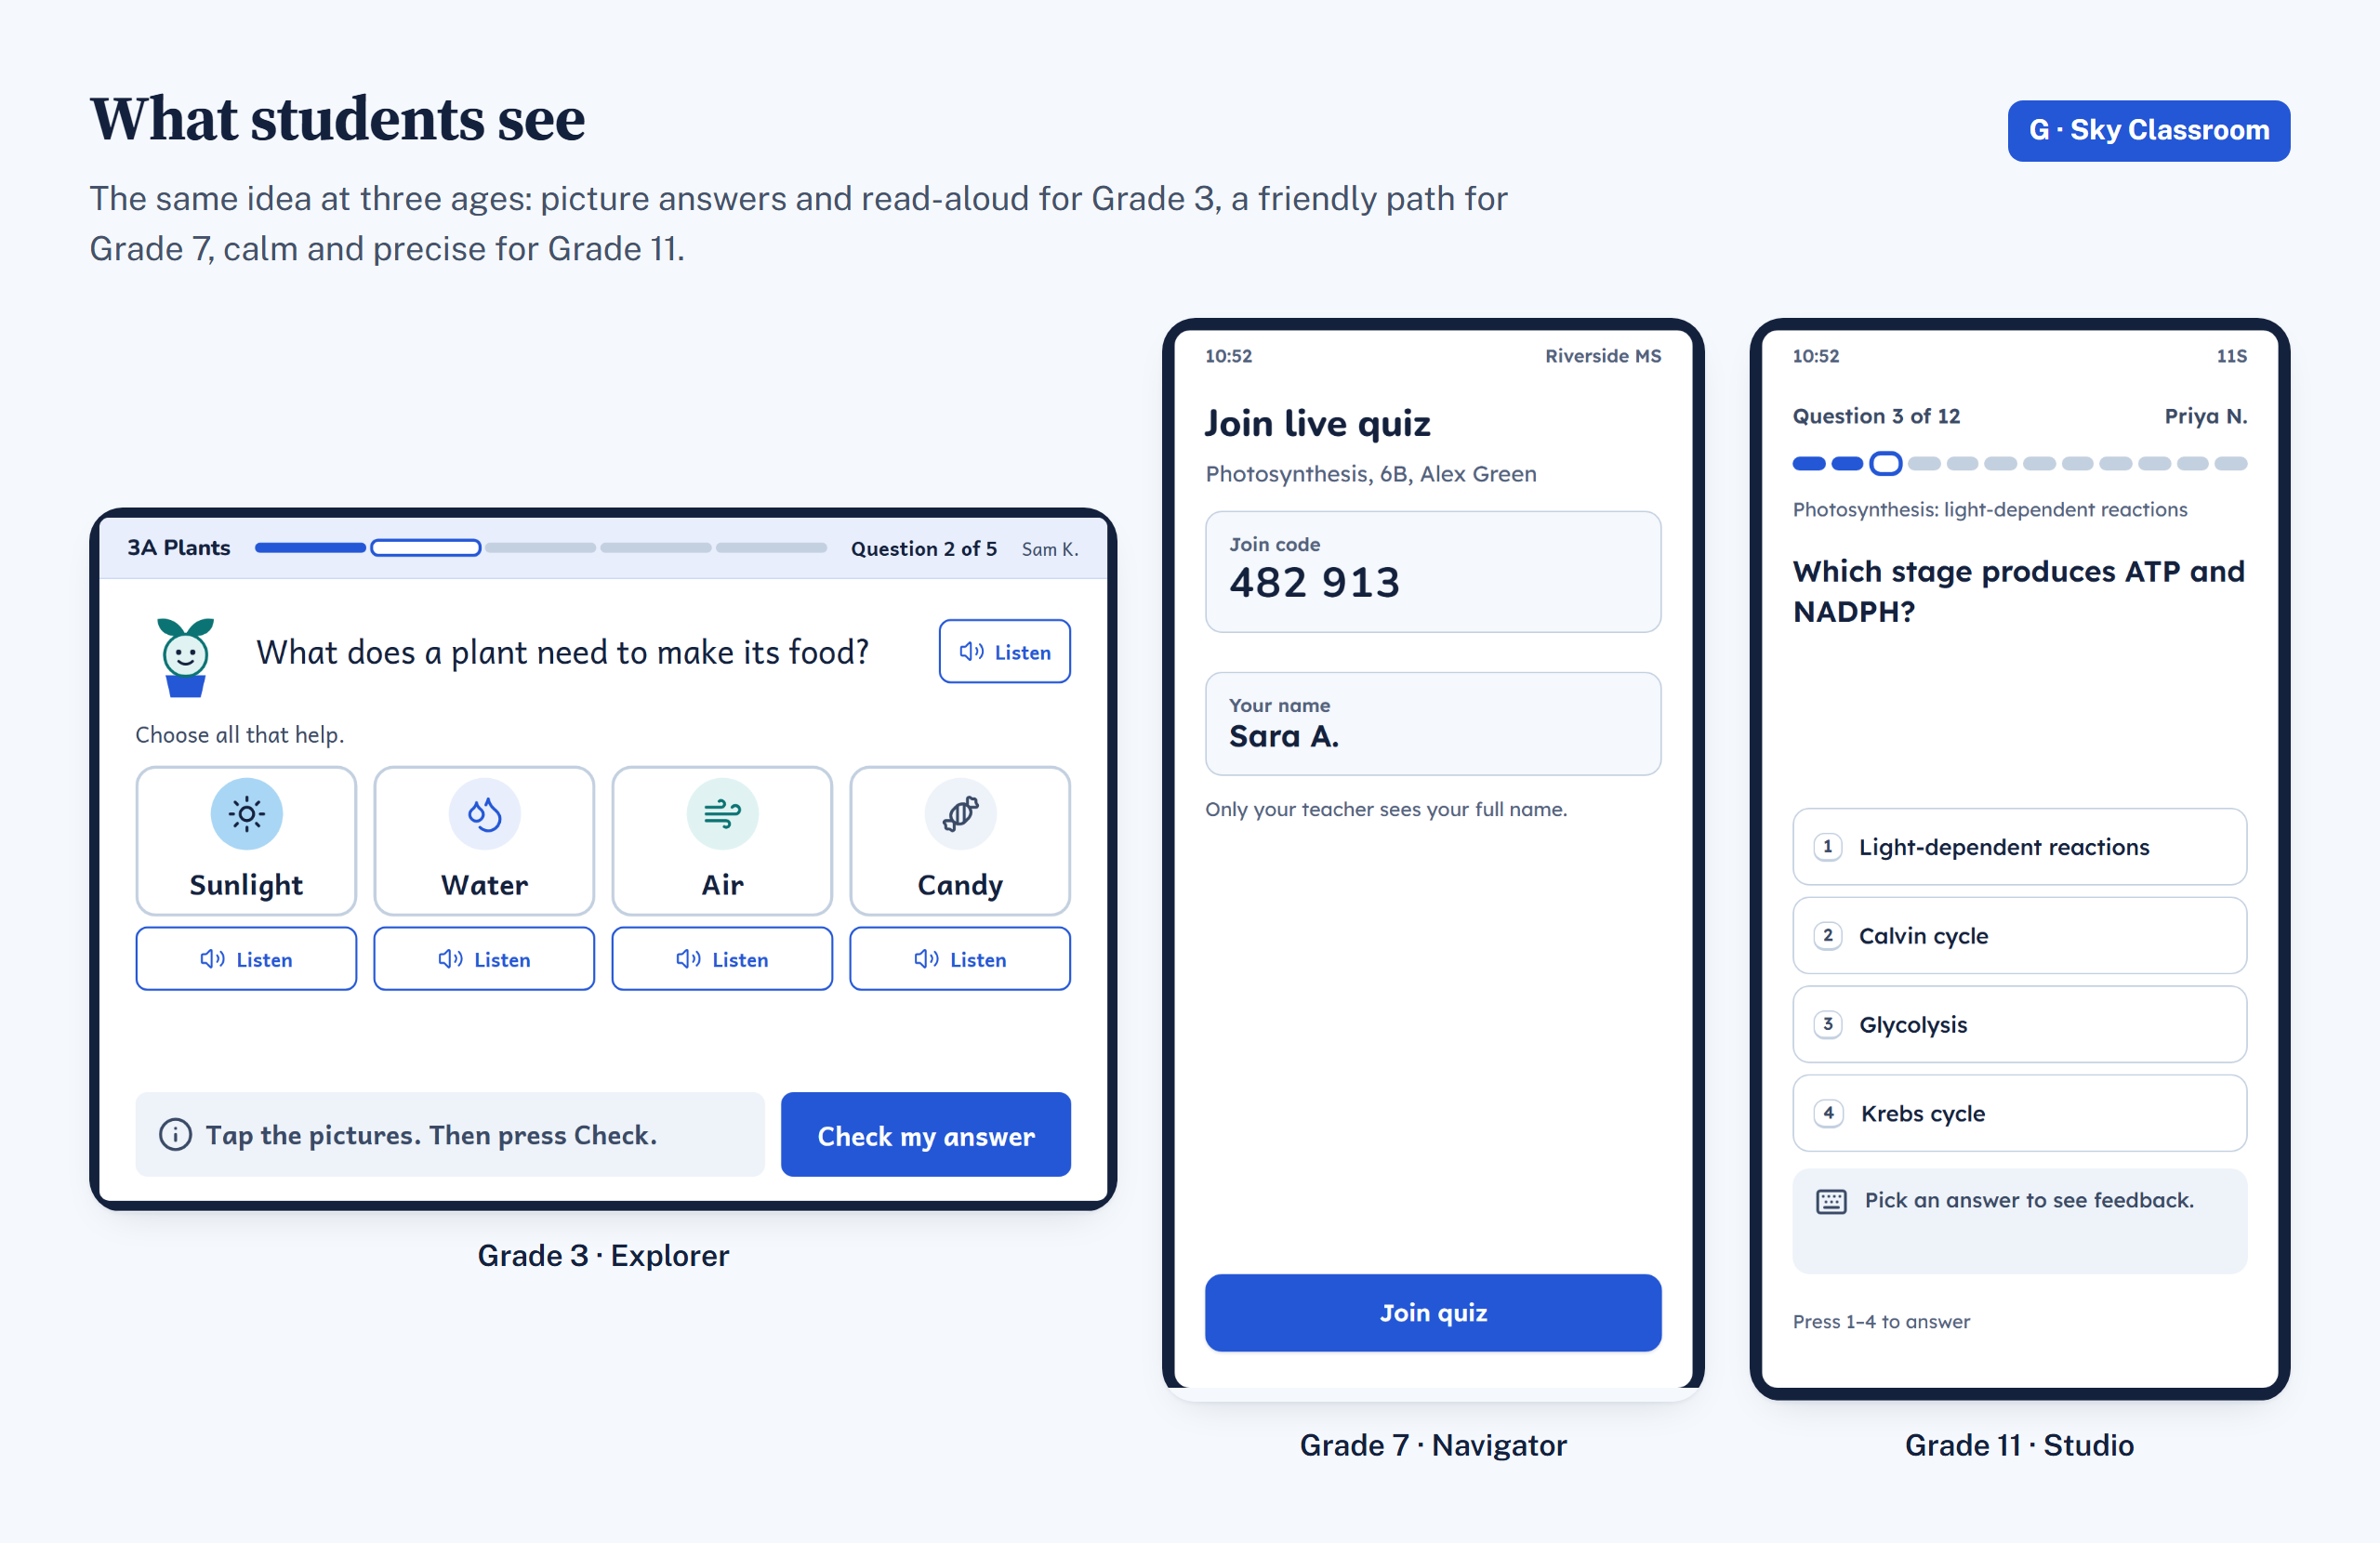 What students see
G · Sky Classroom
The same idea at three ages: picture answers and read-aloud for Grade 3, a friendly path for
Grade 7, calm and precise for Grade 11.
3A Plants
Question 2 of 5
Sam K.
What does a plant need to make its food?
Listen
Choose all that help.
Sunlight
Water
Air
Candy
Listen
Listen
Listen
Listen
Tap the pictures. Then press Check.
Check my answer
Grade 3 · Explorer
10:52
Riverside MS
Join live quiz
Photosynthesis, 6B, Alex Green
Join code
482 913
Your name
Sara A.
Only your teacher sees your full name.
Join quiz
Grade 7 · Navigator
10:52
11S
Question 3 of 12
Priya N.
Photosynthesis: light-dependent reactions
Which stage produces ATP and
NADPH?
1 Light-dependent reactions
2 Calvin cycle
3 Glycolysis
4 Krebs cycle
Pick an answer to see feedback.
Press 1–4 to answer
Grade 11 · Studio